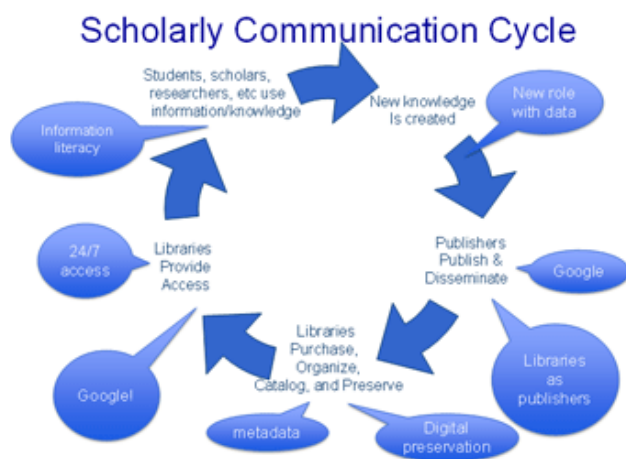 Scholarly Communication Cycle
Students, scholars,
researchers, etc use
information/knowledge
New knowledge
Is created
New role
with data
Information
literacy
24/7
access
Libraries
Provide
Access
Publishers
Publish &
Disseminate
Google
Libraries
Purchase,
Organize,
Catalog, and Preserve
Google!
Libraries
as
publishers
metadata
Digital
preservation